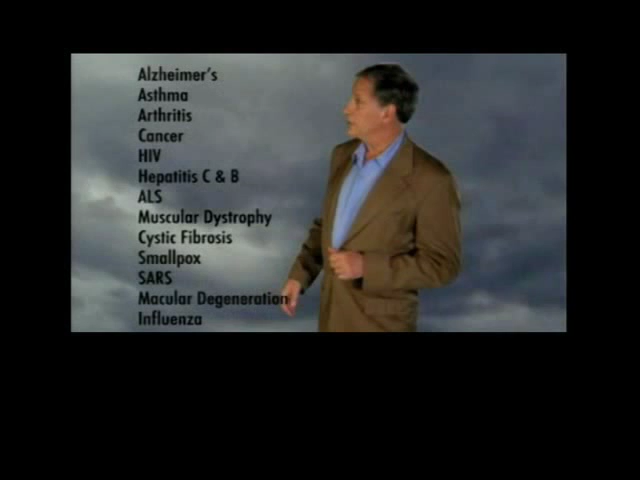 Alzheimer's
Asthma
Arthritis
Cancer
HIV
Hepatitis C & B
ALS
Muscular Dystrophy
Cystic Fibrosis
Smallpox
SARS
Macular Degeneration
Influenza